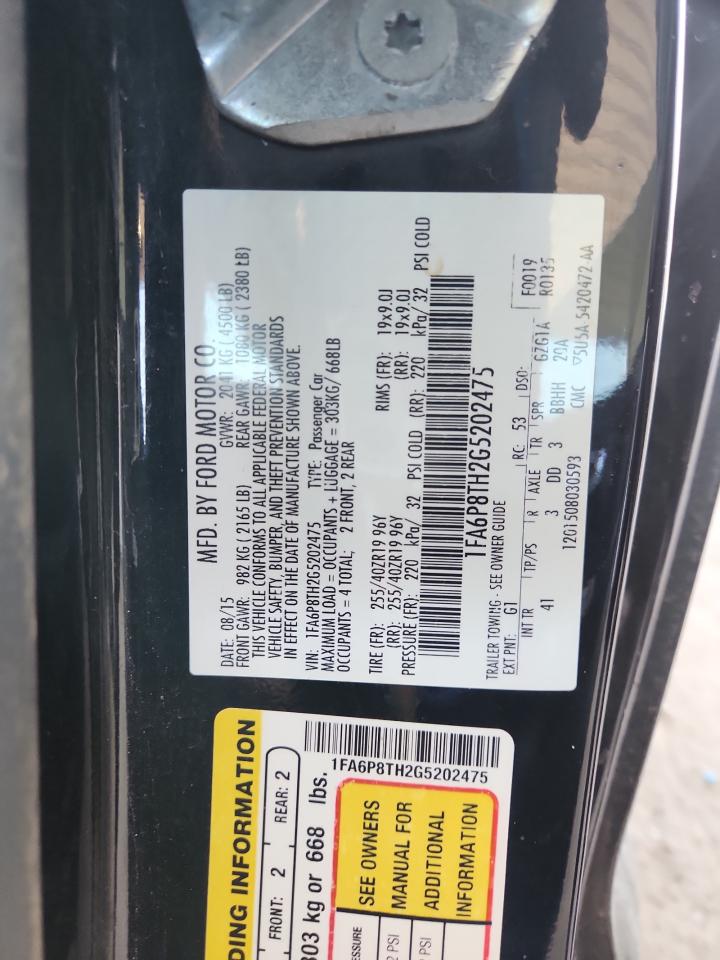 MFD. BY FORD MOTOR CO.
DATE: 08/15 GVWR: 2041 KG (4500 LB)
FRONT GAWR: 982 KG (2165 LB) REAR GAWR: 1080 KG (2380 LB)
THIS VEHICLE CONFORMS TO ALL APPLICABLE FEDERAL MOTOR
VEHICLE SAFETY, BUMPER, AND THEFT PREVENTION STANDARDS
IN EFFECT ON THE DATE OF MANUFACTURE SHOWN ABOVE.
VIN: 1FA6P8TH2G5202475 TYPE: Passenger Car
MAXIMUM LOAD = OCCUPANTS + LUGGAGE = 303KG/ 668LB
OCCUPANTS = 4 TOTAL; 2 FRONT, 2 REAR
TIRE (FR): 255/40ZR19 96Y RIMS (FR): 19x9.0J
(RR): 255/40ZR19 96Y (RR): 19x9.0J
PRESSURE (FR): 220 kPa/ 32 PSI COLD (RR): 220 kPa/ 32 PSI COLD
1FA6P8TH2G5202475
TRAILER TOWING - SEE OWNER GUIDE
EXT PNT: G1 RC: 53 DSO: F0019
R0135
INT TR TP/PS R AXLE TR SPR GZG1A
41 3 DD 3 BBHH 20A
12G1508030593 CMC ▽5U5A 5420472 AA
DING INFORMATION
FRONT: 2 REAR: 2
303 kg or 668 lbs.
1FA6P8TH2G5202475
ESSURE
SEE OWNERS
MANUAL FOR
ADDITIONAL
INFORMATION
2 PSI
2 PSI